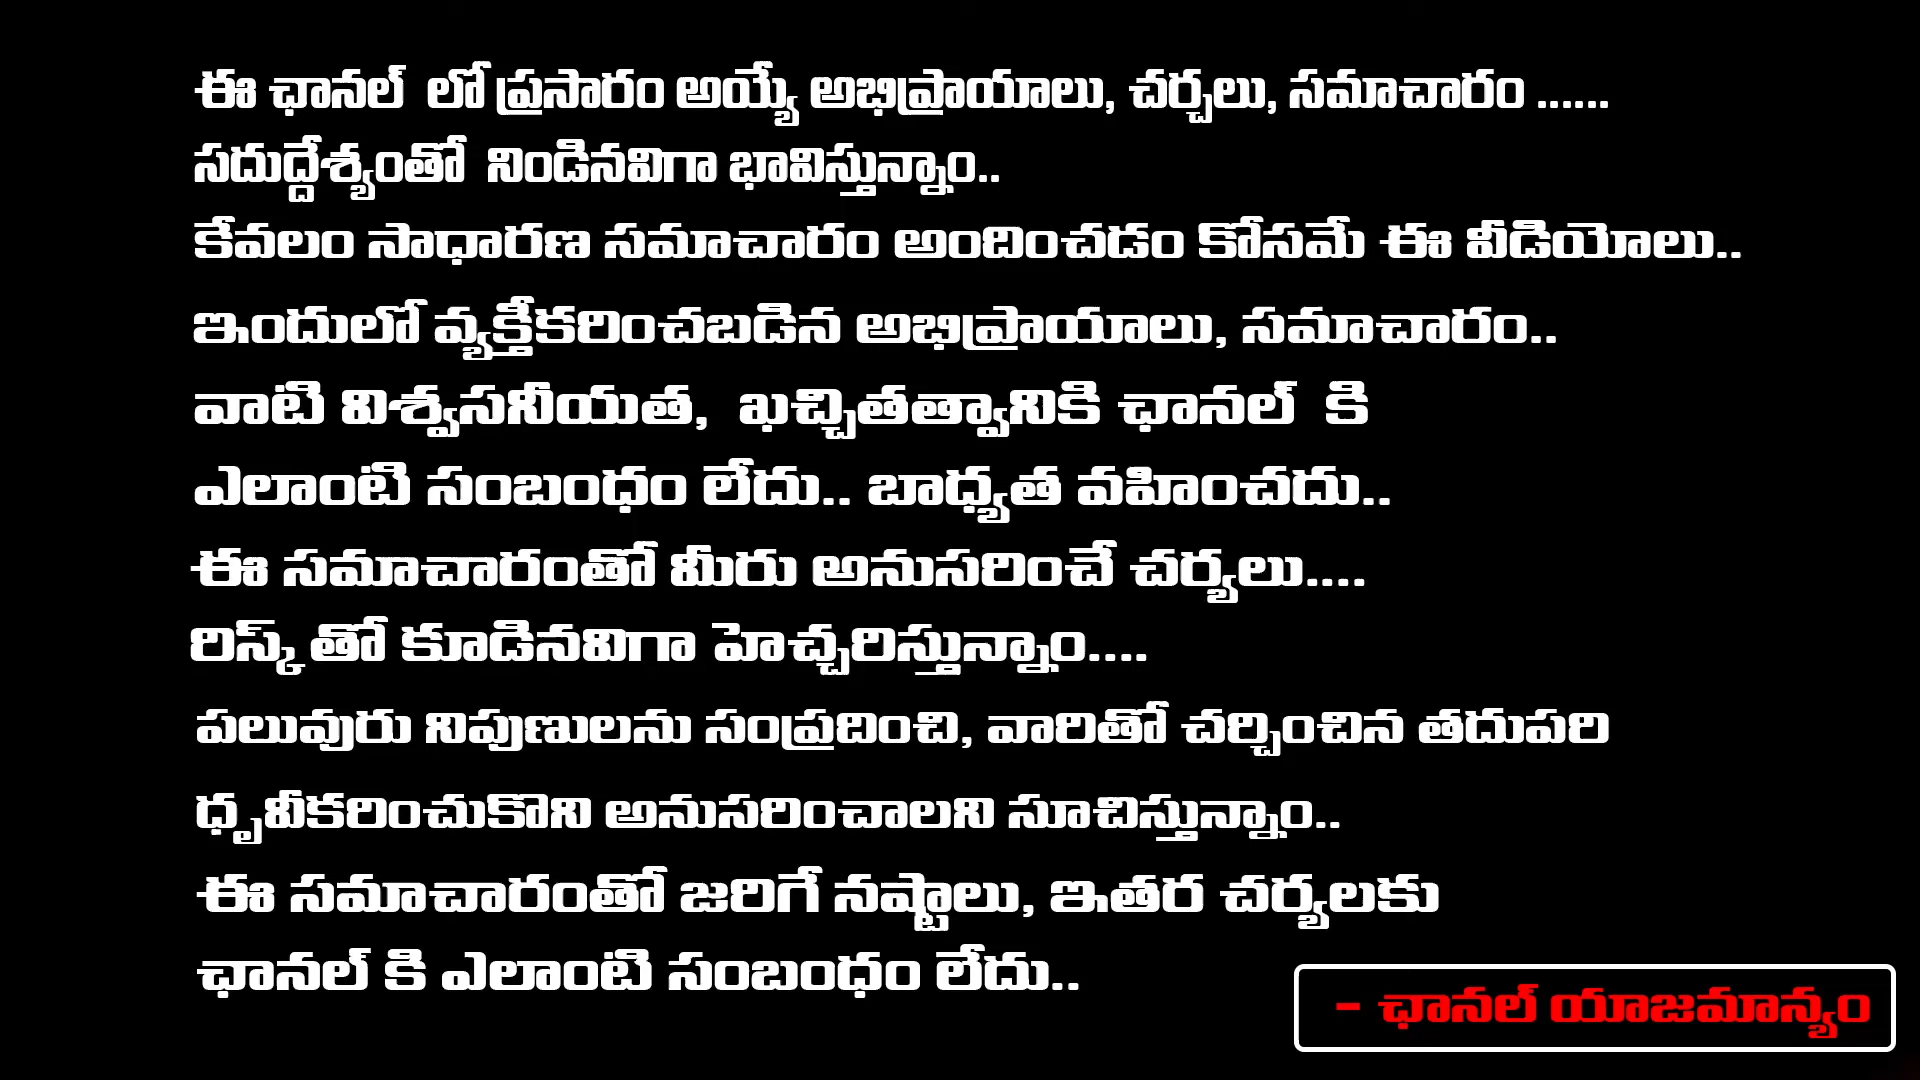 ఈ ఛానల్ లో ప్రసారం అయ్యే అభిప్రాయాలు, చర్చలు, సమాచారం ......
సదుద్దేశ్యంతో నిండినవిగా భావిస్తున్నాం..
కేవలం సాధారణ సమాచారం అందించడం కోసమే ఈ వీడియోలు..
ఇందులో వ్యక్తీకరించబడిన అభిప్రాయాలు, సమాచారం..
వాటి విశ్వసనీయత, ఖచ్చితత్వానికి ఛానల్ కి
ఎలాంటి సంబంధం లేదు.. బాధ్యత వహించదు..
ఈ సమాచారంతో మీరు అనుసరించే చర్యలు....
రిస్క్ తో కూడినవిగా హెచ్చరిస్తున్నాం....
పలువురు నిపుణులను సంప్రదించి, వారితో చర్చించిన తదుపరి
ధృవీకరించుకొని అనుసరించాలని సూచిస్తున్నాం..
ఈ సమాచారంతో జరిగే నష్టాలు, ఇతర చర్యలకు
ఛానల్ కి ఎలాంటి సంబంధం లేదు..
- ఛానల్ యాజమాన్యం